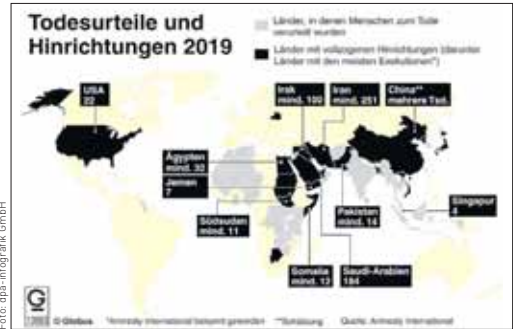 Todesurteile und
Hinrichtungen 2019
Länder, in denen Menschen zum Tode
verurteilt wurden
Länder mit vollzogenen Hinrichtungen (darunter
Länder mit den meisten Exekutionen*)
USA
22
Irak
mind. 100
Iran
mind. 251
China**
mehrere Tsd.
Ägypten
mind. 32
Jemen
7
Südsudan
mind. 11
Pakistan
mind. 14
Singapur
4
Somalia
mind. 12
Saudi-Arabien
184
G
© Globus
*Amnesty International bekannt geworden
**Schätzung
Quelle: Amnesty International
Foto: dpa-infografik GmbH